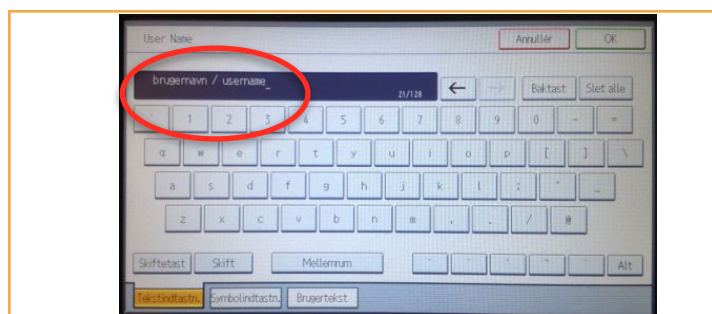 User Name Annullér OK
brugernavn / username_
21/128 ← → Baktast Slet alle
1 2 3 4 5 6 7 8 9 0 - =
q w e r t y u i o p [ ] \
a s d f g h j k l ; ' _
z x c v b n m , . / @
Skiftetast Skift Mellemrum Alt
Tekstindtastn. Symbolindtastn. Brugertekst